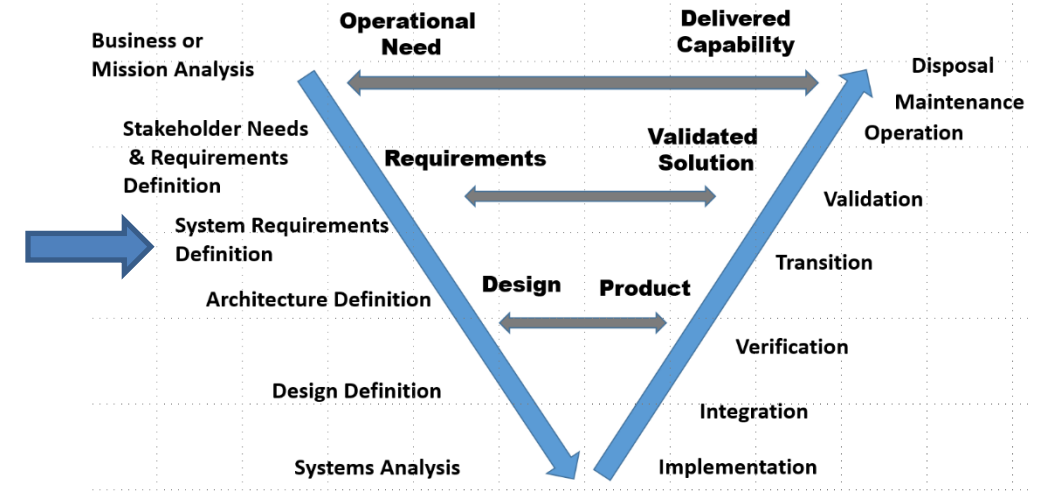 Operational
Need
Delivered
Capability
Business or
Mission Analysis
Disposal
Maintenance
Operation
Stakeholder Needs
& Requirements
Definition
Requirements
Validated
Solution
Validation
System Requirements
Definition
Transition
Architecture Definition
Design
Product
Verification
Design Definition
Integration
Systems Analysis
Implementation